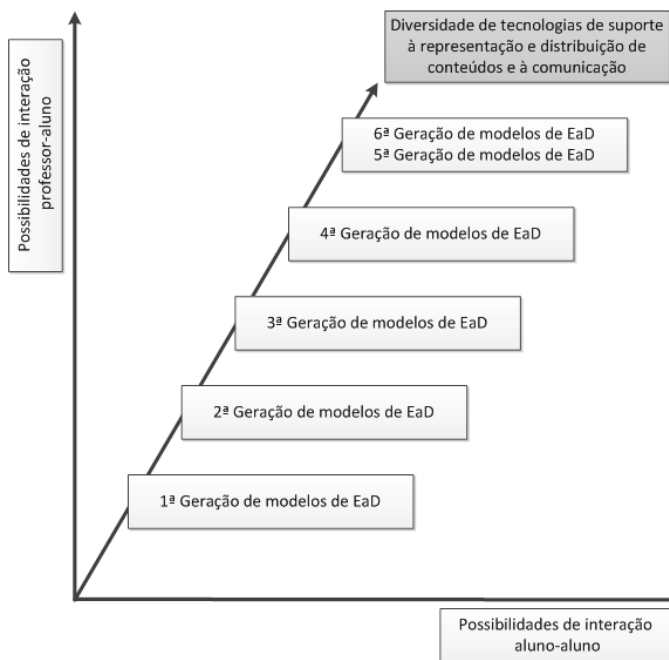 Diversidade de tecnologias de suporte
à representação e distribuição de
conteúdos e à comunicação
Possibilidades de interação
professor-aluno
6ª Geração de modelos de EaD
5ª Geração de modelos de EaD
4ª Geração de modelos de EaD
3ª Geração de modelos de EaD
2ª Geração de modelos de EaD
1ª Geração de modelos de EaD
Possibilidades de interação
aluno-aluno